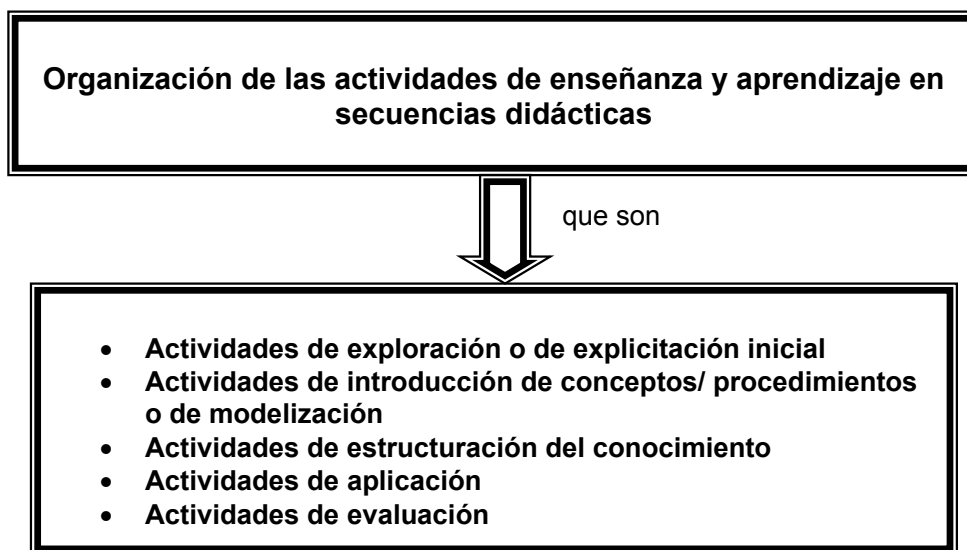 Organización de las actividades de enseñanza y aprendizaje en
secuencias didácticas
que son
• Actividades de exploración o de explicitación inicial
• Actividades de introducción de conceptos/ procedimientos
o de modelización
• Actividades de estructuración del conocimiento
• Actividades de aplicación
• Actividades de evaluación